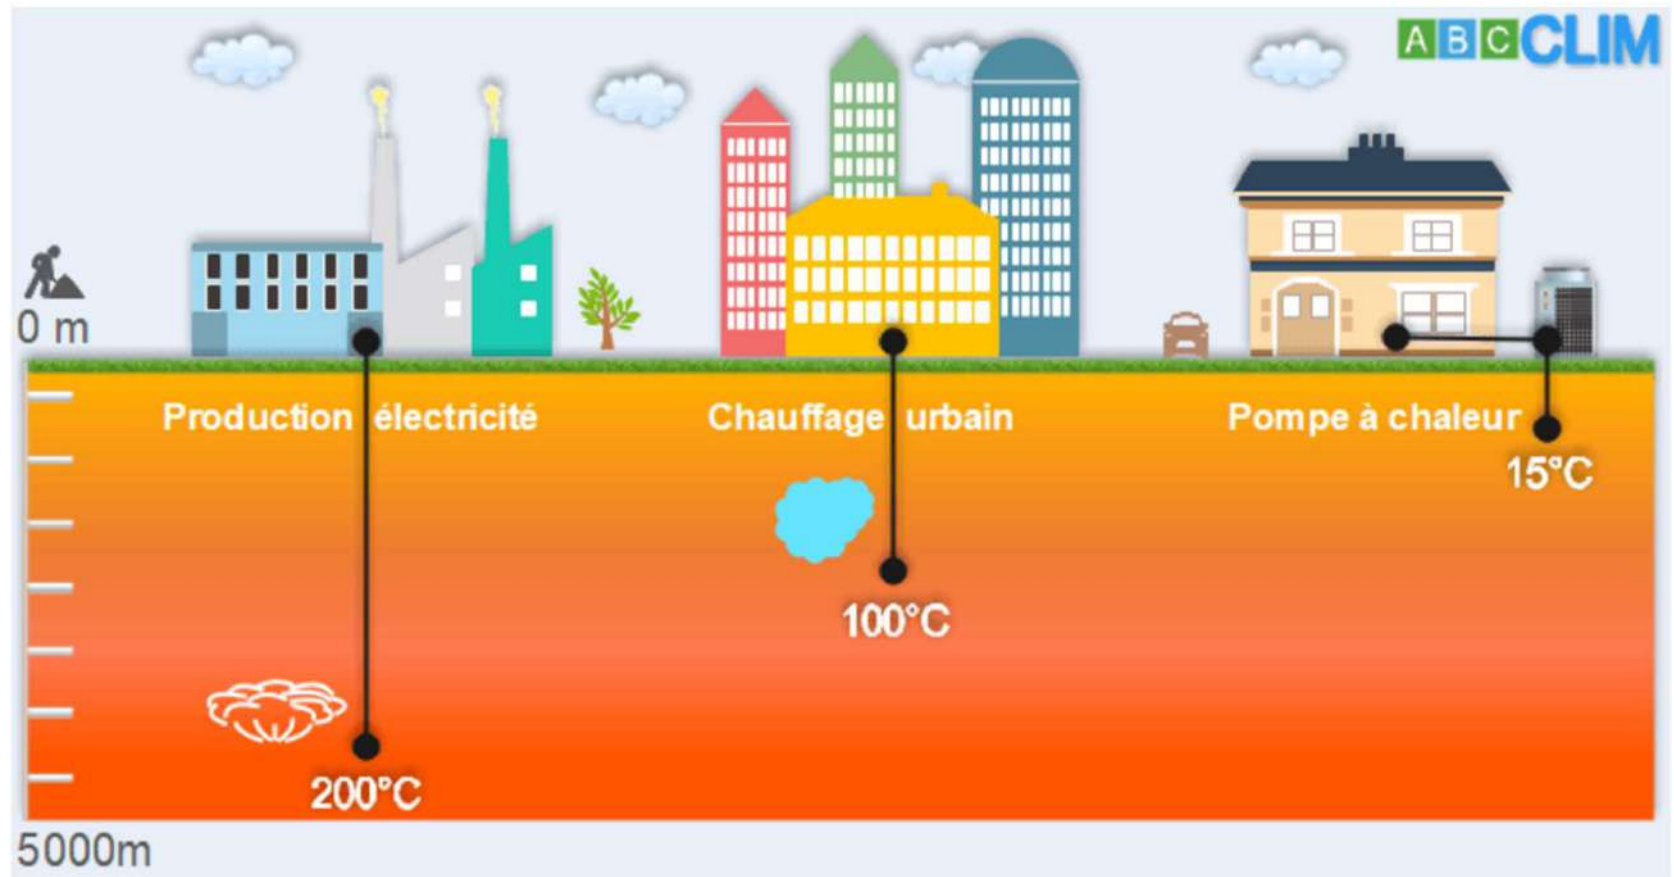 ABCCLIM
0 m
Production électricité
Chauffage urbain
Pompe à chaleur
15°C
100°C
200°C
5000m